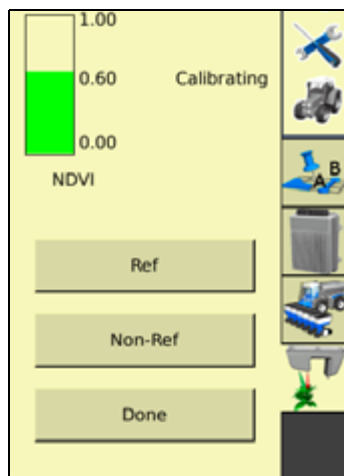 1.00
0.60
Calibrating
0.00
NDVI
A B
Ref
Non-Ref
Done